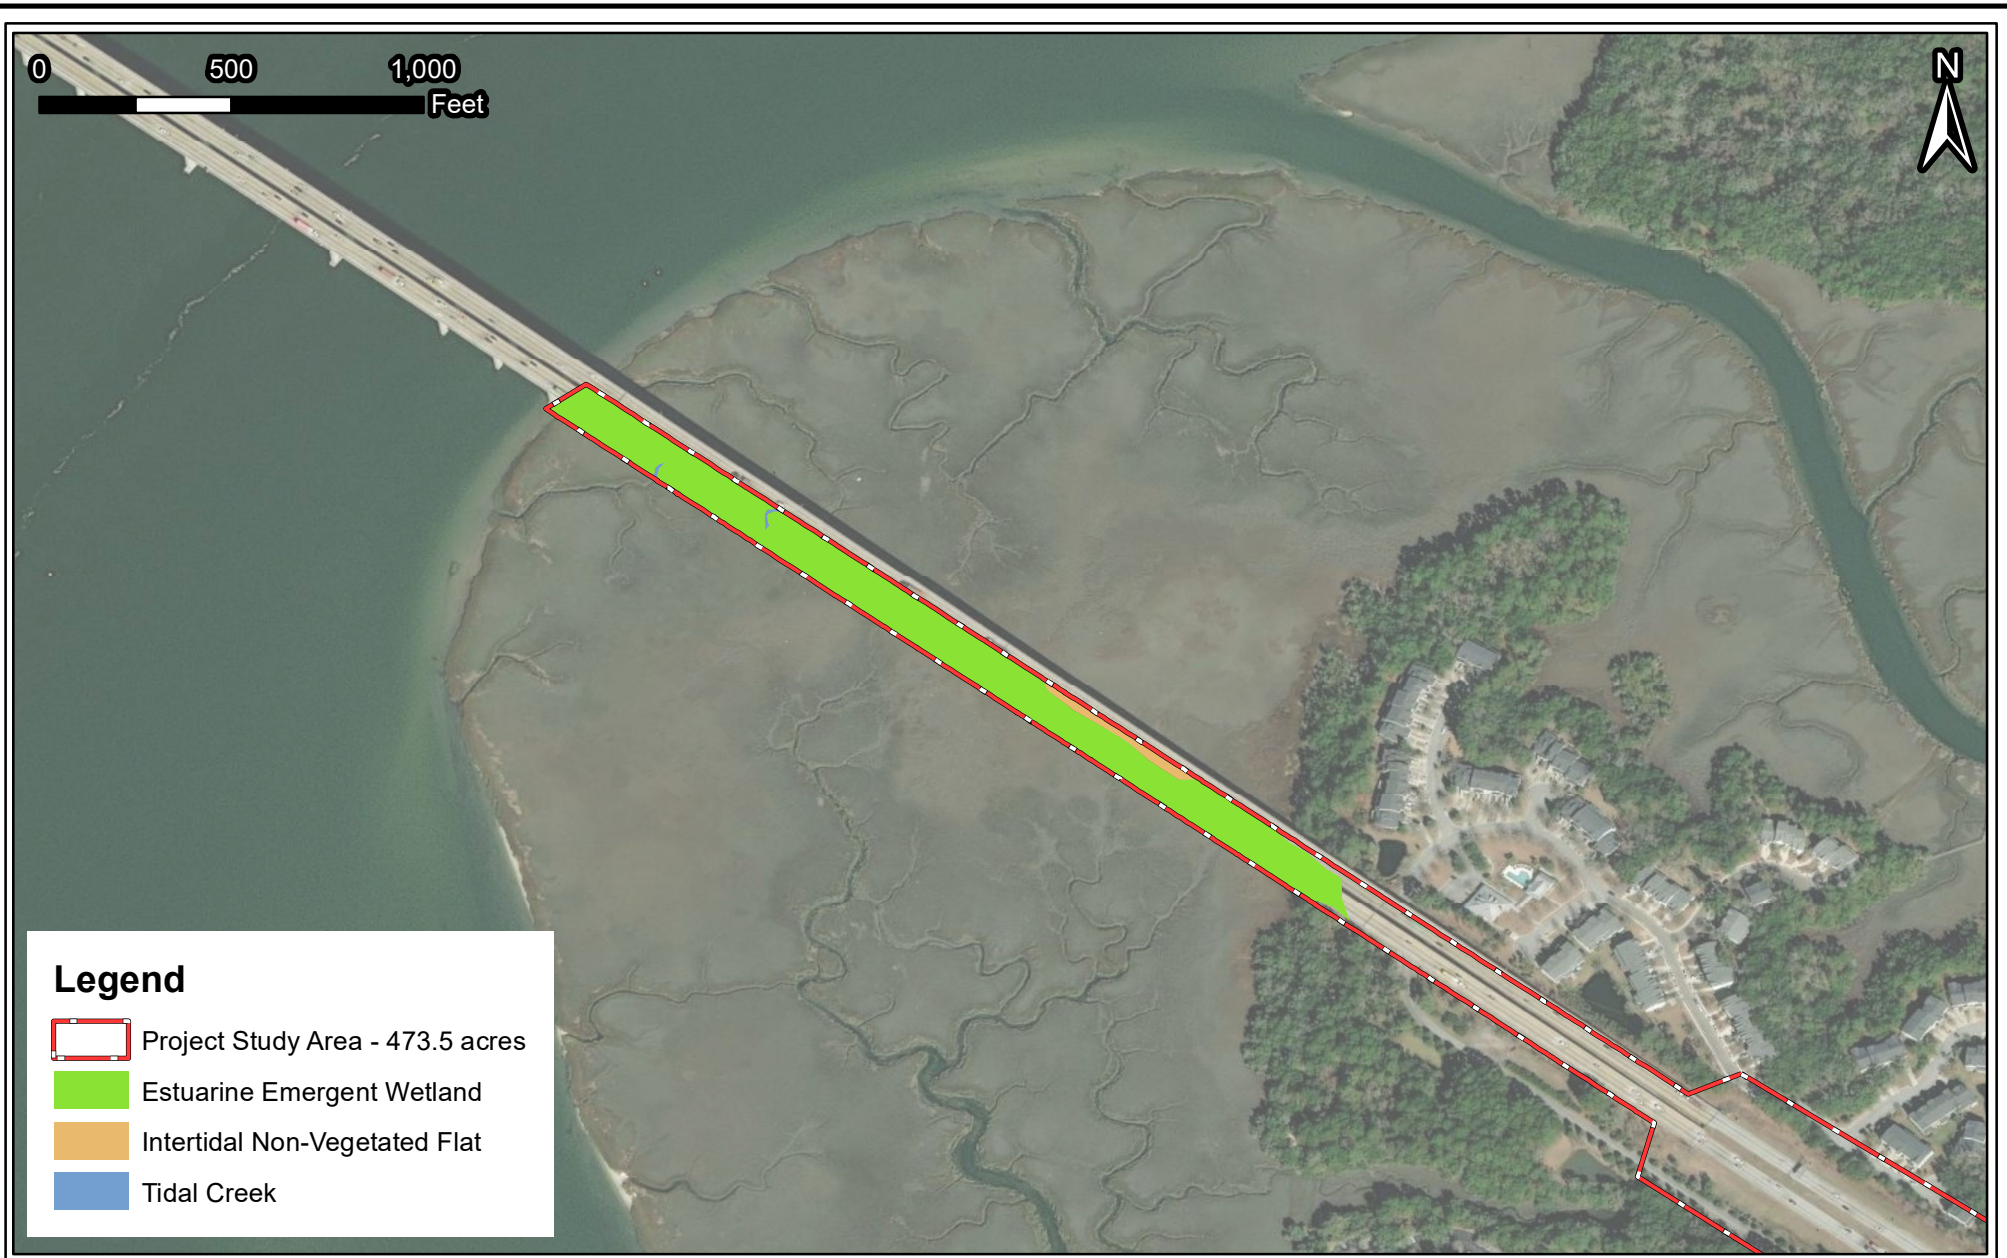 0 500 1,000
Feet
N
Legend
Project Study Area - 473.5 acres
Estuarine Emergent Wetland
Intertidal Non-Vegetated Flat
Tidal Creek